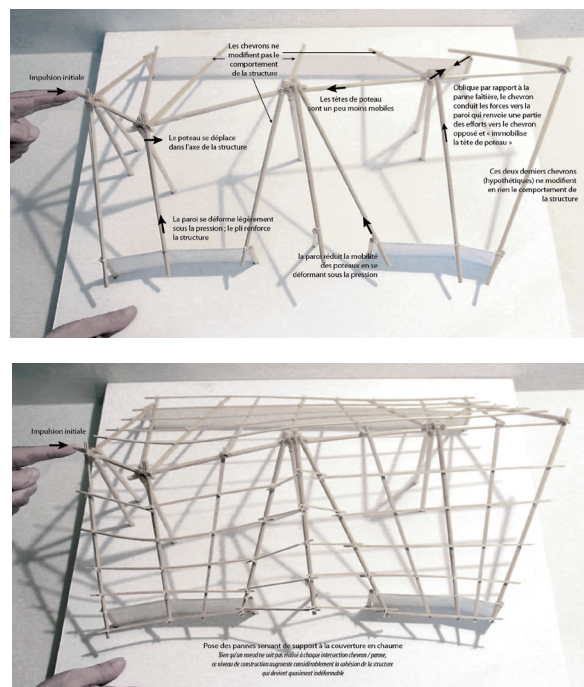 Les chevrons ne
modifient pas le
comportement
de la structure
Impulsion initiale
Les têtes de poteau
sont un peu moins mobiles
Oblique par rapport à la
panne faîtière, le chevron
conduit les forces vers la
paroi qui renvoie une partie
des efforts vers le chevron
opposé et « immobilise
la tête de poteau »
Le poteau se déplace
dans l'axe de la structure
Ces deux derniers chevrons
(hypothétiques) ne modifient
en rien le comportement de
la structure
La paroi se déforme légèrement
sous la pression ; le pli renforce
la structure
la paroi réduit la mobilité
des poteaux en se
déformant sous la pression
Impulsion initiale
Pose des pannes servant de support à la couverture en chaume
Bien qu'un nœud ne soit pas réalisé à chaque intersection chevron / panne,
ce niveau de construction augmente considérablement la cohésion de la structure
qui devient quasiment indéformable